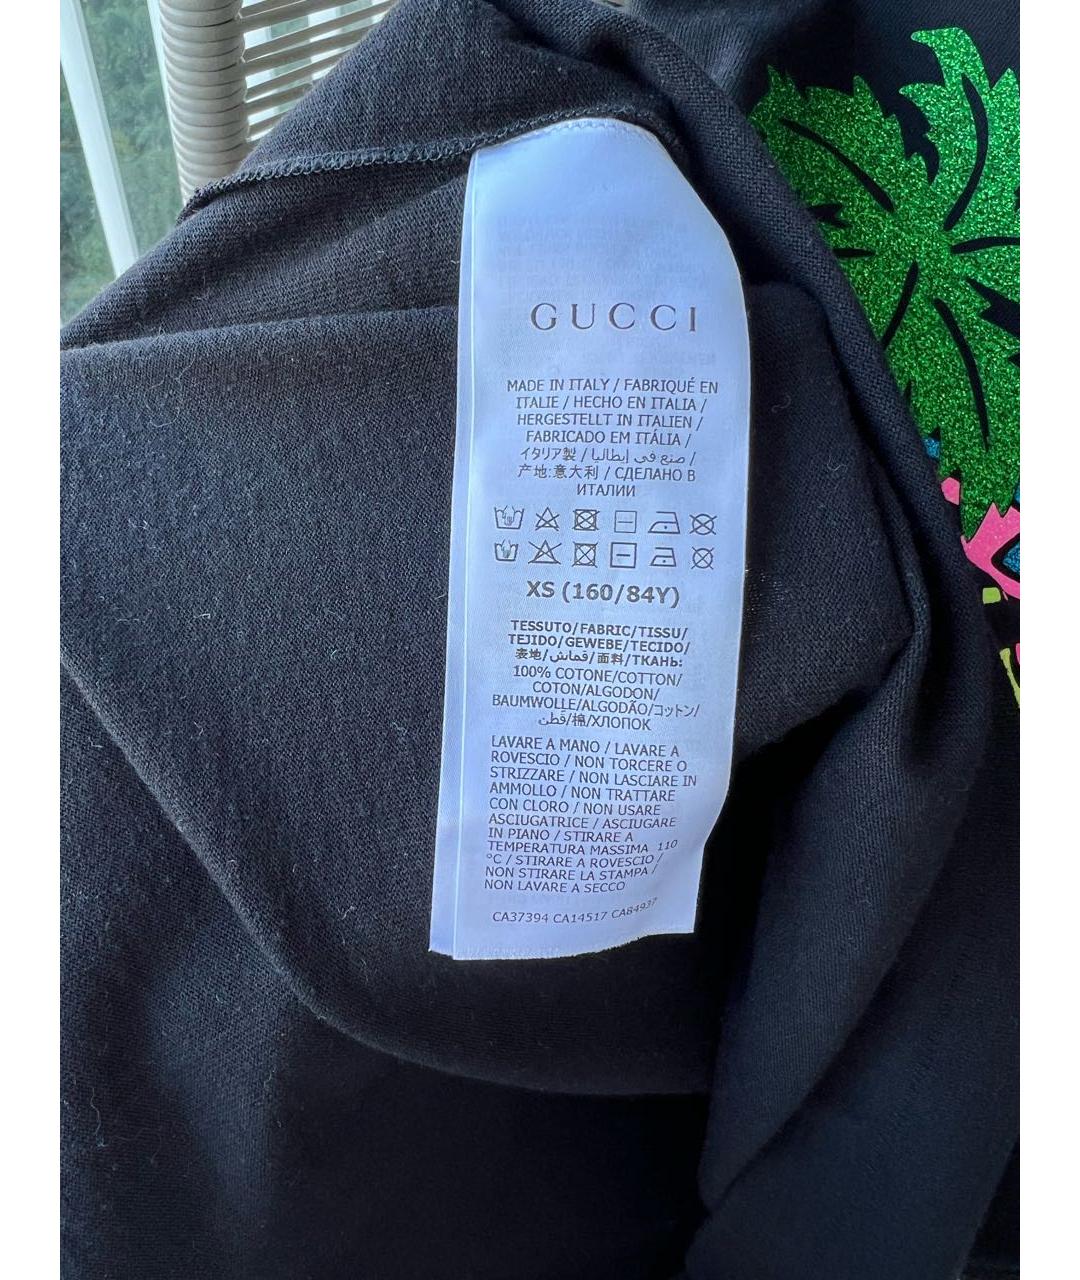 GUCCI
MADE IN ITALY / FABRIQUÉ EN
ITALIE / HECHO EN ITALIA /
HERGESTELLT IN ITALIEN /
FABRICADO EM ITÁLIA /
イタリア製 / صنع في إيطاليا /
产地:意大利 / СДЕЛАНО В
ИТАЛИИ
XS (160/84Y)
TESSUTO/FABRIC/TISSU/
TEJIDO/GEWEBE/TECIDO/
表地/قماش/面料/ТКАНЬ:
100% COTONE/COTTON/
COTON/ALGODON/
BAUMWOLLE/ALGODÃO/コットン/
قطن/棉/ХЛОПОК
LAVARE A MANO / LAVARE A
ROVESCIO / NON TORCERE O
STRIZZARE / NON LASCIARE IN
AMMOLLO / NON TRATTARE
CON CLORO / NON USARE
ASCIUGATRICE / ASCIUGARE
IN PIANO / STIRARE A
TEMPERATURA MASSIMA 110
°C / STIRARE A ROVESCIO /
NON STIRARE LA STAMPA /
NON LAVARE A SECCO
CA37394 CA14517 CA84937